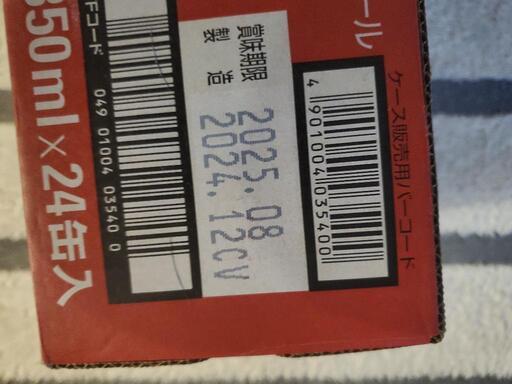 ール
ケース販売用バーコード
4 901004 035400
賞味期限 2025.08
製造 2024.12CV
Fコード
049 01004 03540 0
350ml×24缶入